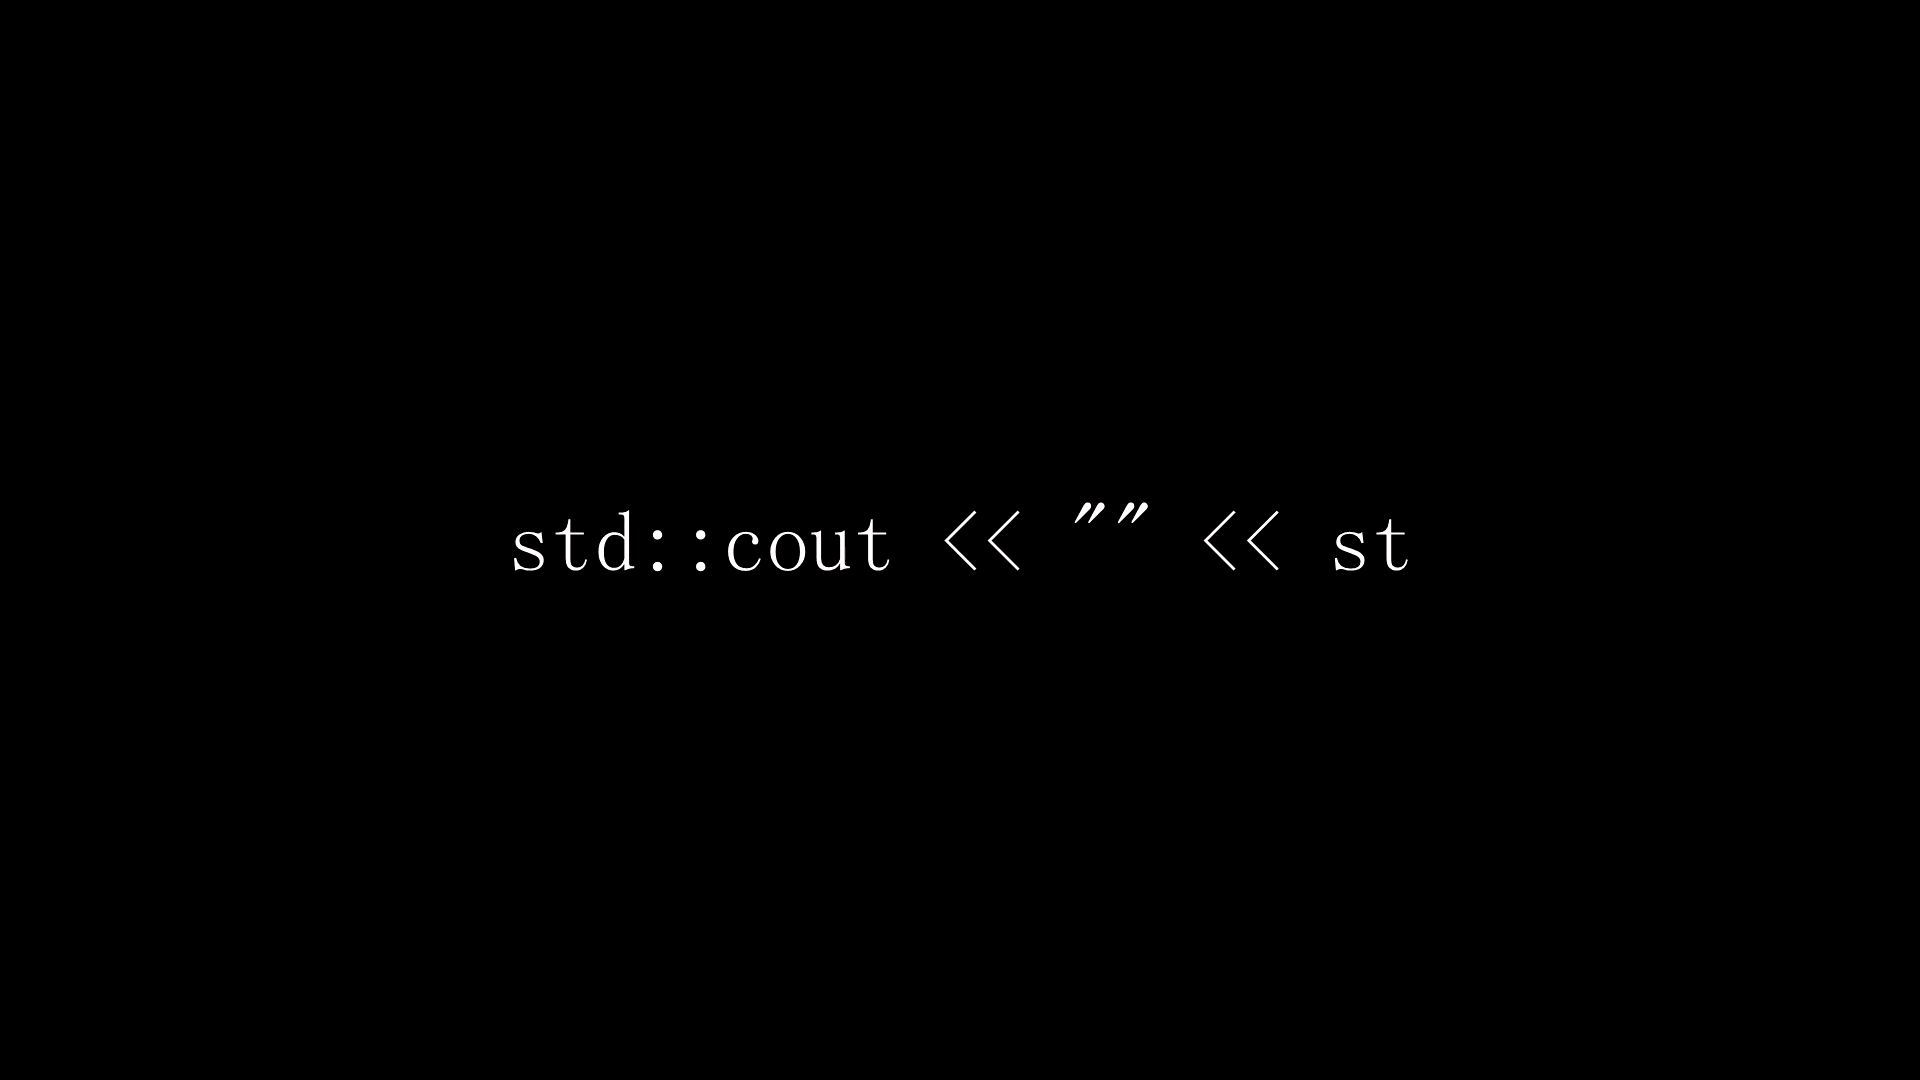 std::cout << "" << st